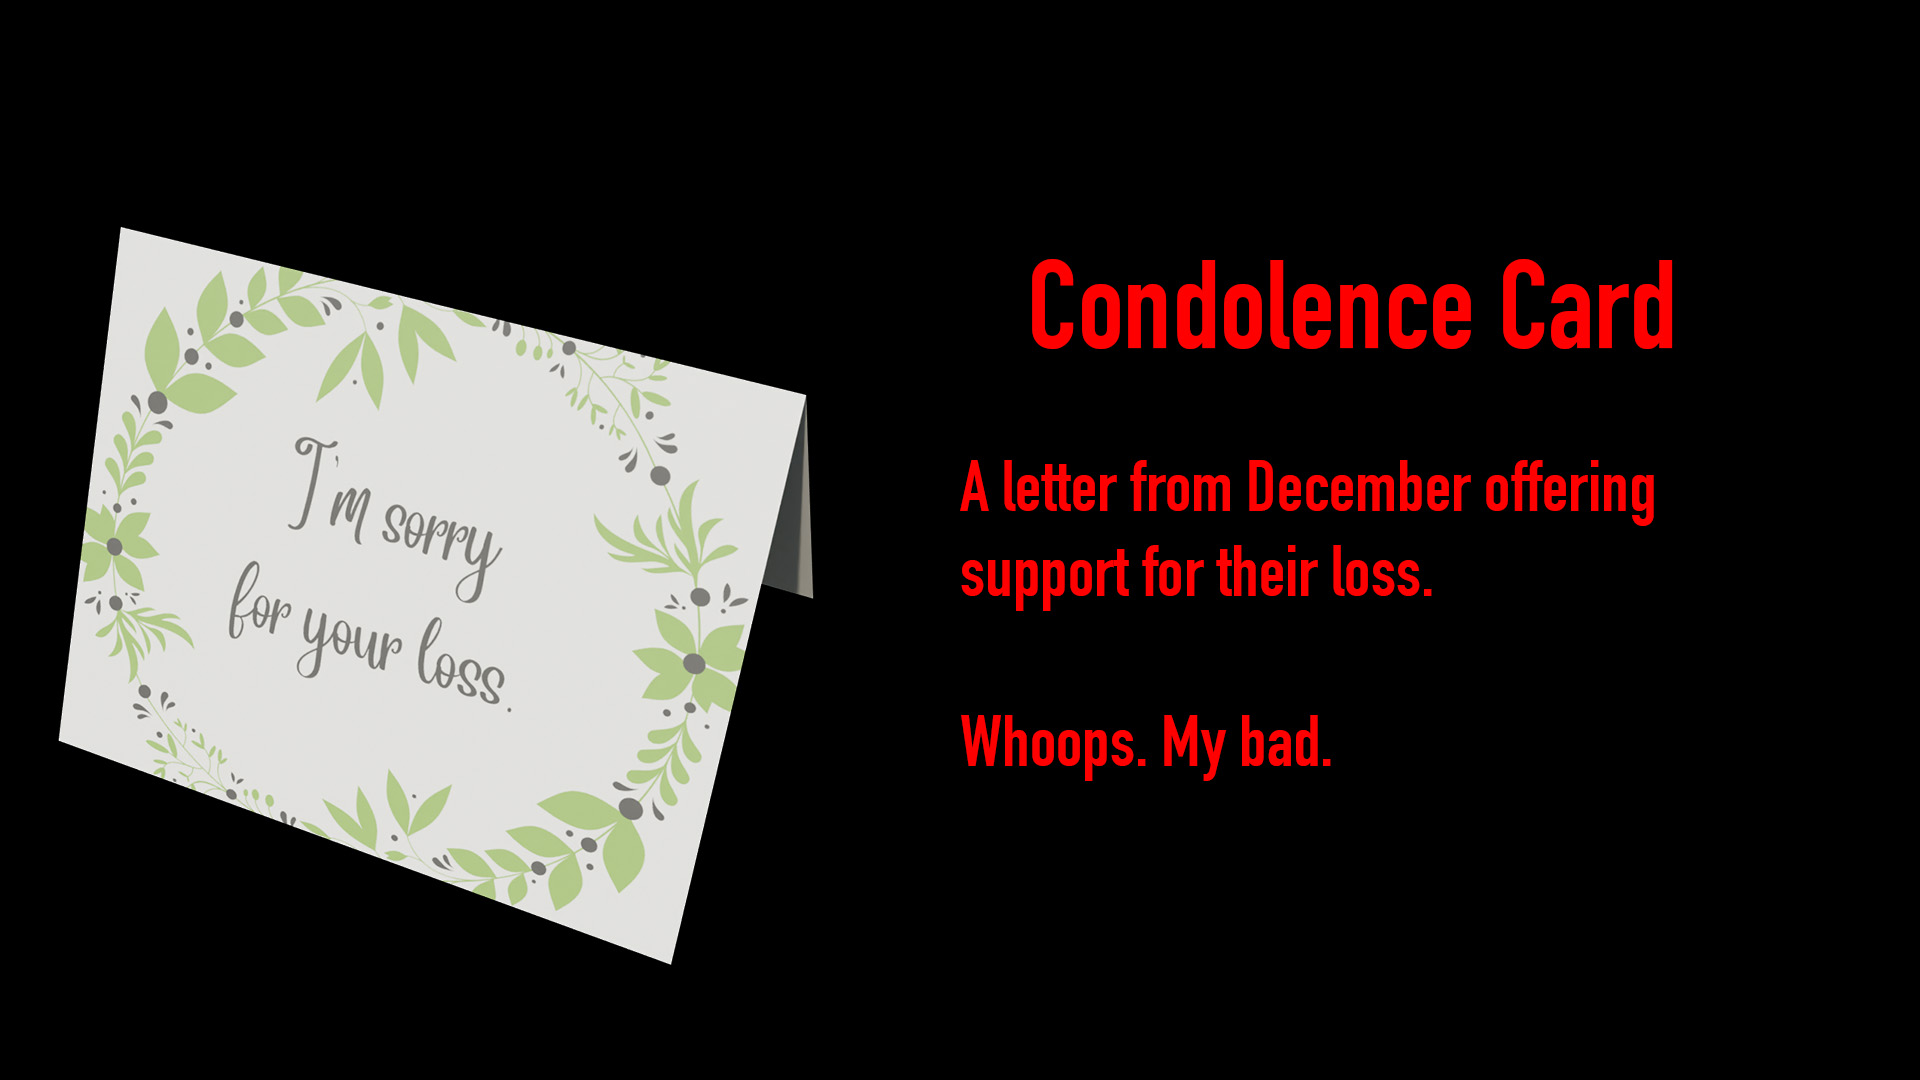 I'm sorry
for your loss.
Condolence Card
A letter from December offering
support for their loss.
Whoops. My bad.